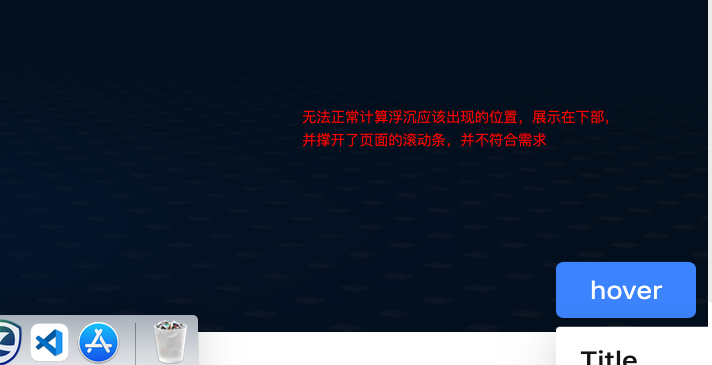 无法正常计算浮沉应该出现的位置，展示在下部，
并撑开了页面的滚动条，并不符合需求
hover
Title